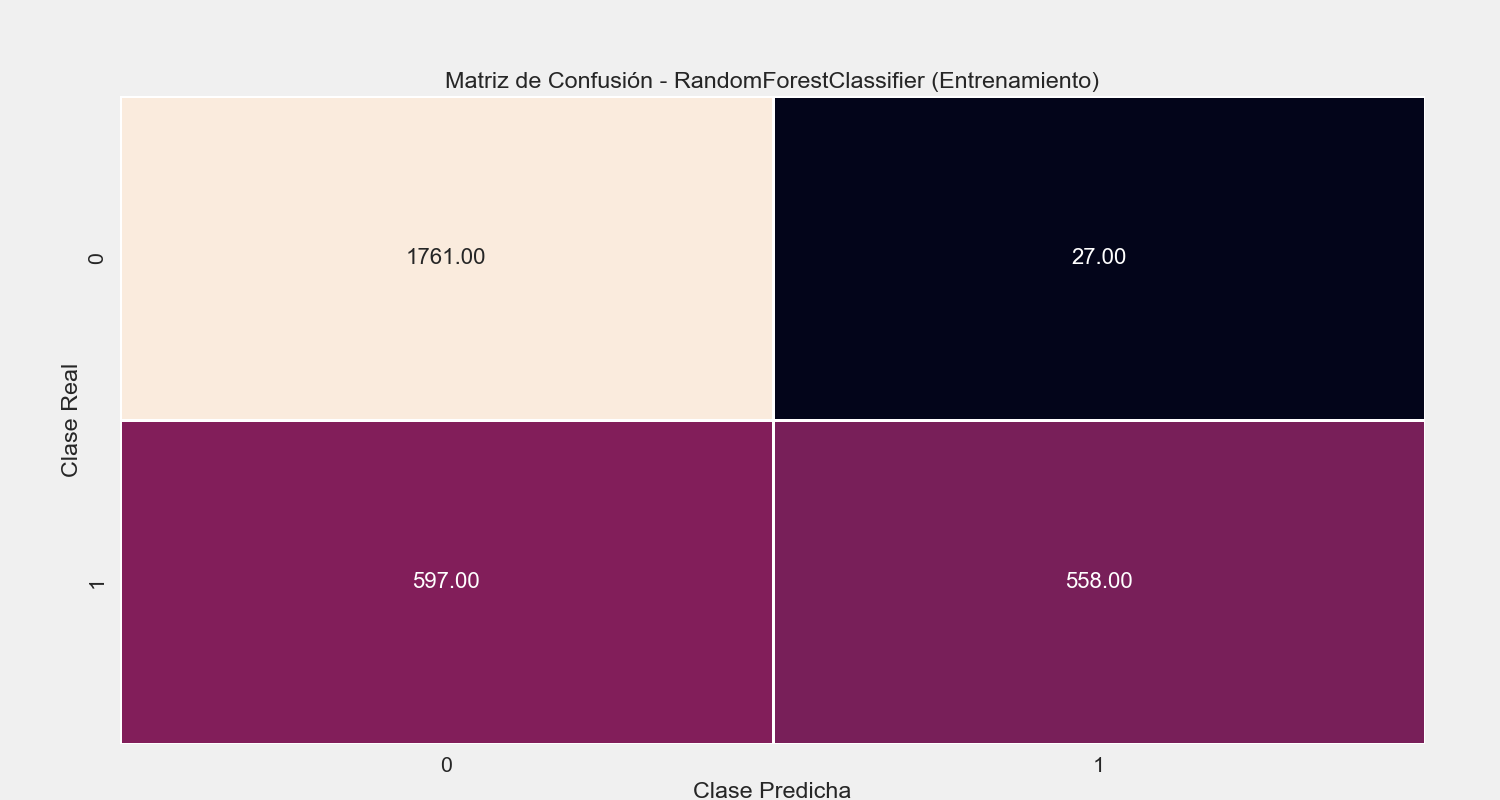 Matriz de Confusión - RandomForestClassifier (Entrenamiento)
1761.00
27.00
0
Clase Real
597.00
558.00
1
0
1
Clase Predicha